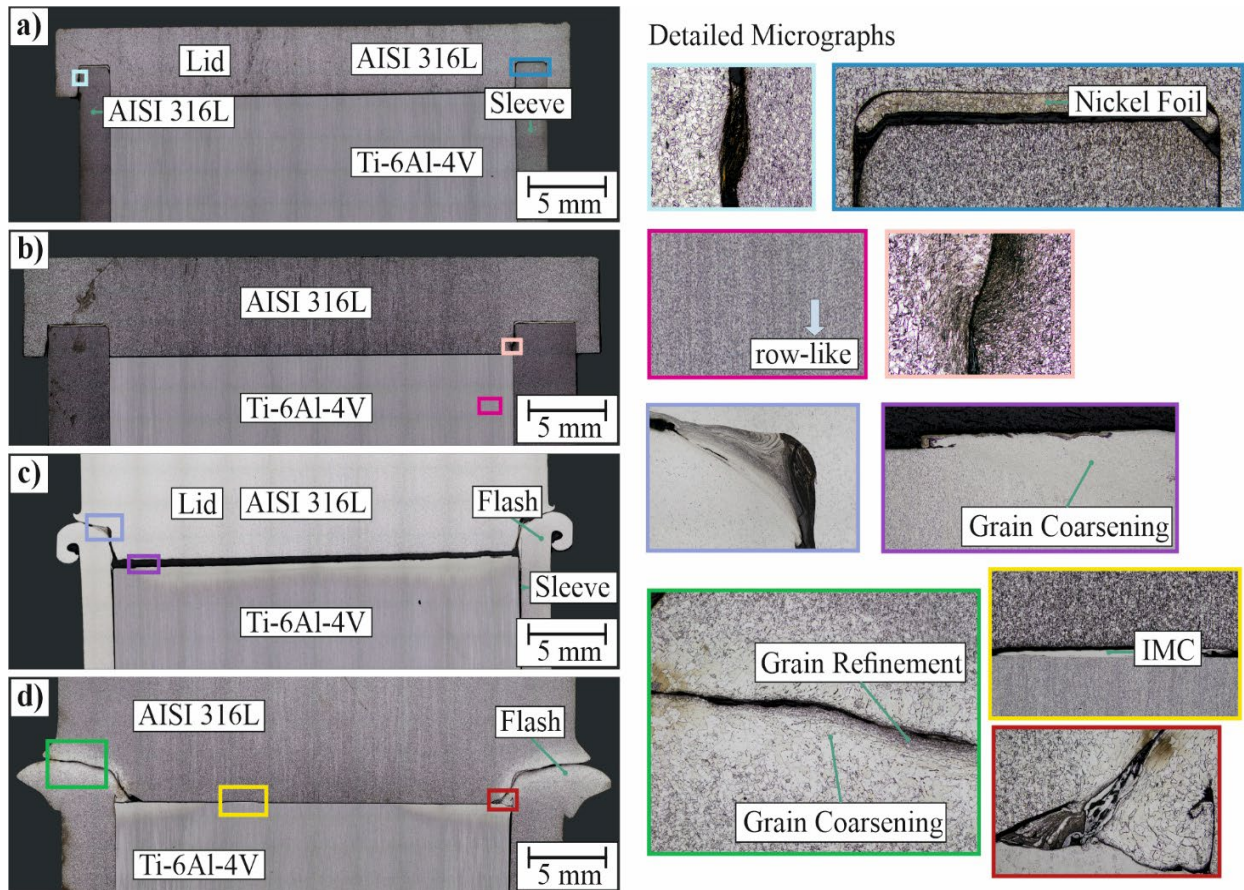 a)
Lid
AISI 316L
AISI 316L
Sleeve
Ti-6Al-4V
5 mm
b)
AISI 316L
Ti-6Al-4V
5 mm
c)
Lid
AISI 316L
Flash
Sleeve
Ti-6Al-4V
5 mm
d)
AISI 316L
Flash
Ti-6Al-4V
5 mm
Detailed Micrographs
Nickel Foil
row-like
Grain Coarsening
Grain Refinement
Grain Coarsening
IMC